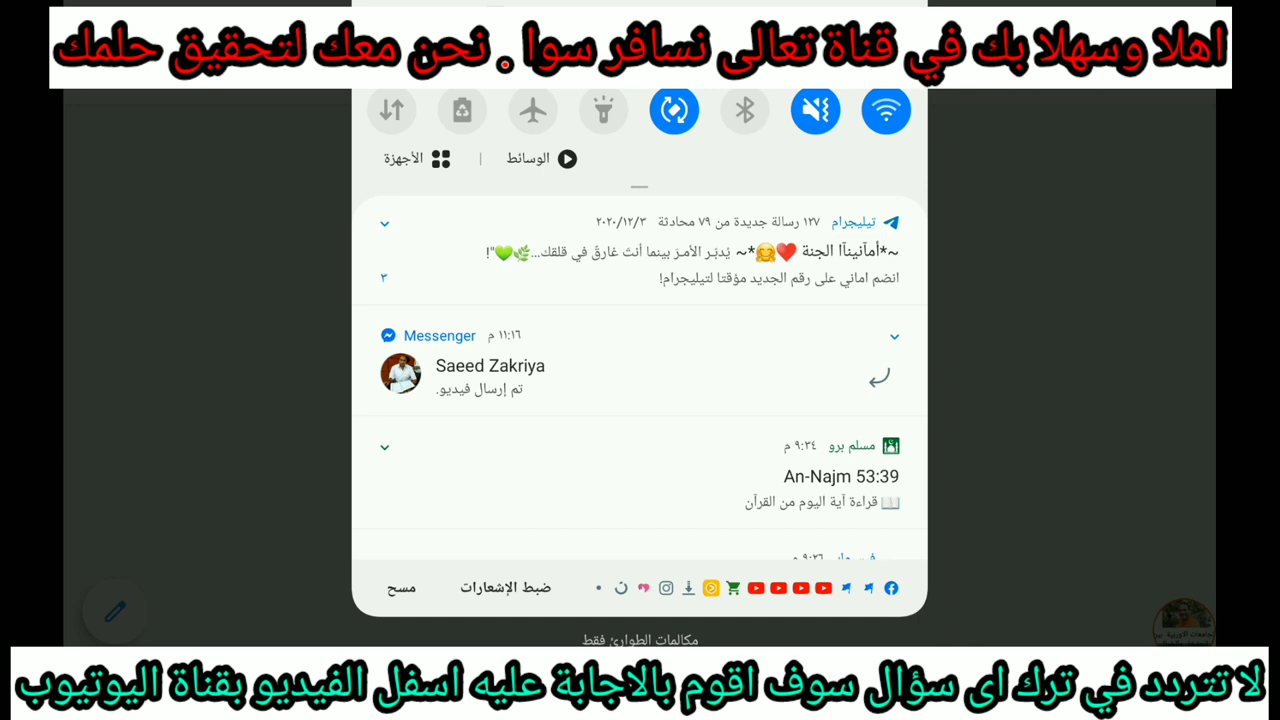 اهلا وسهلا بك في قناة تعالى نسافر سوا . نحن معك لتحقيق حلمك
الوسائط | الأجهزة
تيليجرام ١٢٧ رسالة جديدة من ٧٩ محادثة ٢٠٢٠/١٢/٣
~*أمآنينآا الجنة ❤️🤗*~ يُدبَـر الأمـرَ بينما أنتَ غارقٌ في قلقك...🌿💚"!
انضم اماني على رقم الجديد مؤقتا لتيليجرام!
٣
Messenger ١١:١٦ م
Saeed Zakriya
تم إرسال فيديو.
مسلم برو ٩:٣٤ م
An-Najm 53:39
📖 قراءة آية اليوم من القرآن
ضبط الإشعارات مسح
مكالمات الطوارئ فقط
لا تتردد في ترك اى سؤال سوف اقوم بالاجابة عليه اسفل الفيديو بقناة اليوتيوب